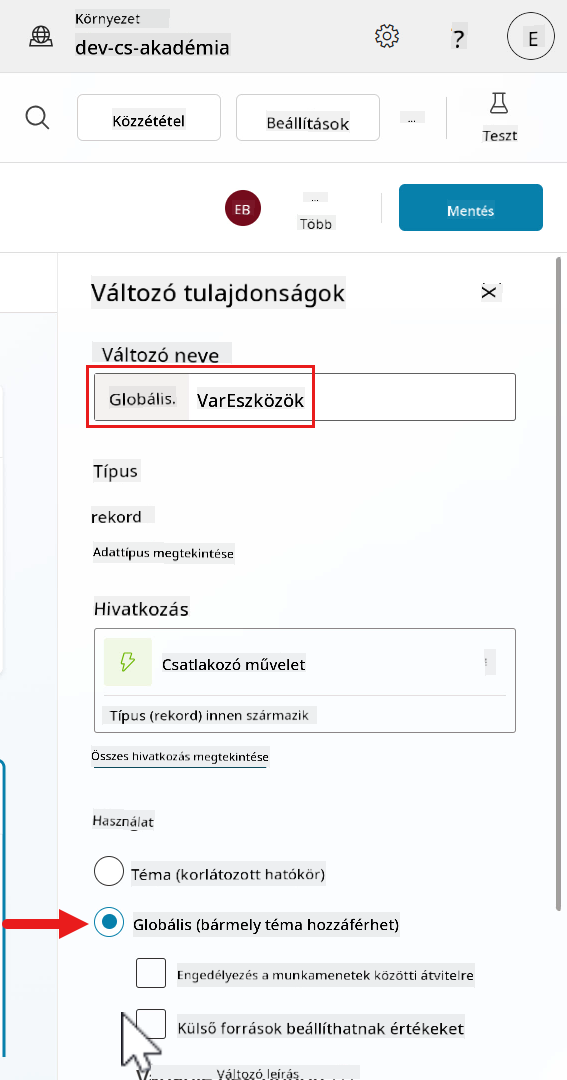 Környezet
dev-cs-akadémia
?
E
Közzététel
Beállítások
...
Teszt
EB
...
Több
Mentés
Változó tulajdonságok
Változó neve
Globális. VarEszközök
Típus
rekord
Adattípus megtekintése
Hivatkozás
Csatlakozó művelet
Típus (rekord) innen származik
Összes hivatkozás megtekintése
Használat
Téma (korlátozott hatókör)
Globális (bármely téma hozzáférhet)
Engedélyezés a munkamenetek közötti átvitelre
Külső források beállíthatnak értékeket
Változó leírás